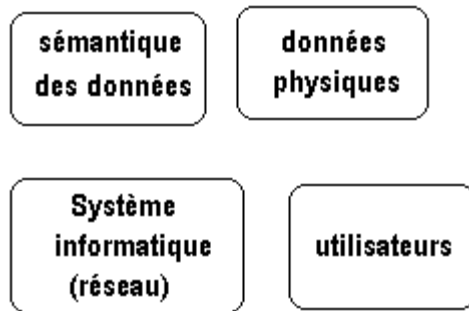 sémantique
des données
données
physiques
Système
informatique
(réseau)
utilisateurs